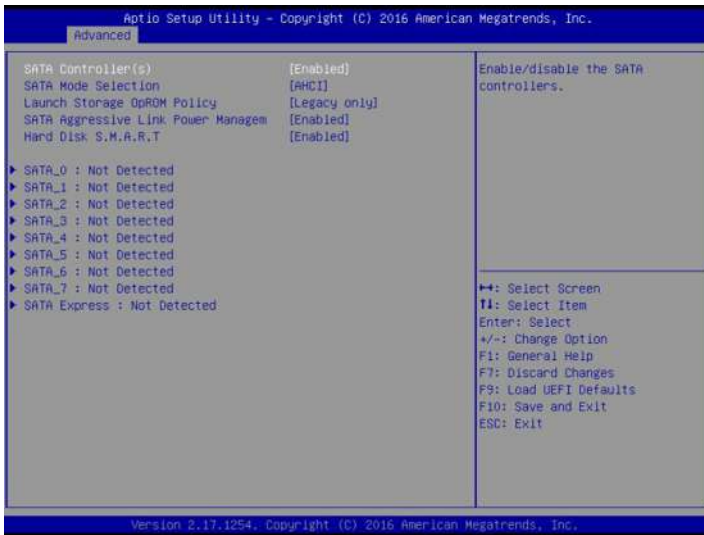 Aptio Setup Utility – Copyright (C) 2016 American Megatrends, Inc.
Advanced
SATA Controller(s) [Enabled]
SATA Mode Selection [AHCI]
Launch Storage OpROM Policy [Legacy only]
SATA Aggressive Link Power Managem [Enabled]
Hard Disk S.M.A.R.T [Enabled]
SATA_0 : Not Detected
SATA_1 : Not Detected
SATA_2 : Not Detected
SATA_3 : Not Detected
SATA_4 : Not Detected
SATA_5 : Not Detected
SATA_6 : Not Detected
SATA_7 : Not Detected
SATA Express : Not Detected
Enable/disable the SATA
controllers.
↔: Select Screen
↑↓: Select Item
Enter: Select
+/-: Change Option
F1: General Help
F7: Discard Changes
F9: Load UEFI Defaults
F10: Save and Exit
ESC: Exit
Version 2.17.1254. Copyright (C) 2016 American Megatrends, Inc.